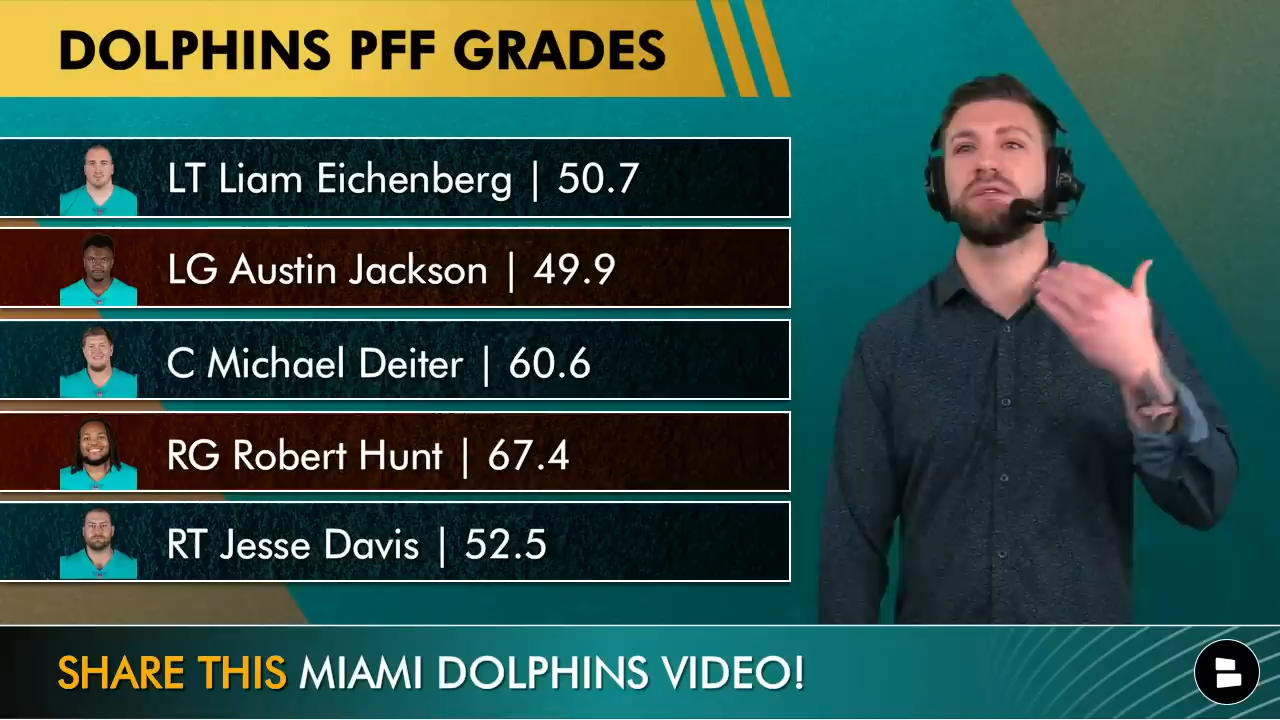 DOLPHINS PFF GRADES
LT Liam Eichenberg | 50.7
LG Austin Jackson | 49.9
C Michael Deiter | 60.6
RG Robert Hunt | 67.4
RT Jesse Davis | 52.5
SHARE THIS MIAMI DOLPHINS VIDEO!